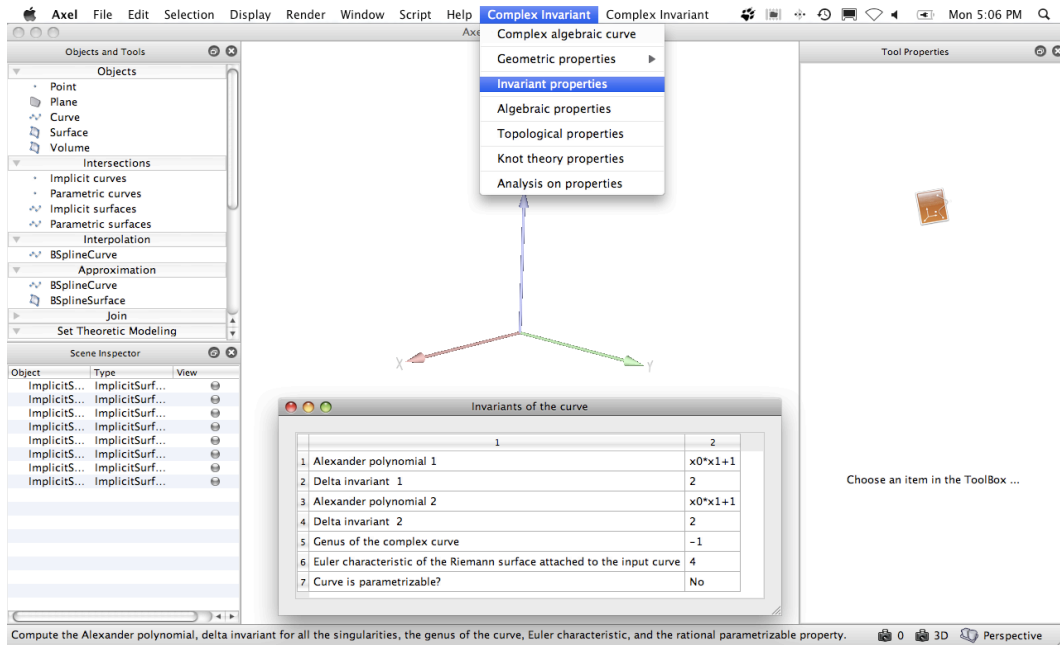 Axel File Edit Selection Display Render Window Script Help Complex Invariant Complex Invariant Mon 5:06 PM
Axe
Complex algebraic curve
Geometric properties
Invariant properties
Algebraic properties
Topological properties
Knot theory properties
Analysis on properties
Objects and Tools
Objects
Point
Plane
Curve
Surface
Volume
Intersections
Implicit curves
Parametric curves
Implicit surfaces
Parametric surfaces
Interpolation
BSplineCurve
Approximation
BSplineCurve
BSplineSurface
Join
Set Theoretic Modeling
Scene Inspector
Object Type View
ImplicitS... ImplicitSurf...
ImplicitS... ImplicitSurf...
ImplicitS... ImplicitSurf...
ImplicitS... ImplicitSurf...
ImplicitS... ImplicitSurf...
ImplicitS... ImplicitSurf...
ImplicitS... ImplicitSurf...
ImplicitS... ImplicitSurf...
X
Y
Invariants of the curve
1 2
1 Alexander polynomial 1 x0*x1+1
2 Delta invariant 1 2
3 Alexander polynomial 2 x0*x1+1
4 Delta invariant 2 2
5 Genus of the complex curve -1
6 Euler characteristic of the Riemann surface attached to the input curve 4
7 Curve is parametrizable? No
Tool Properties
Choose an item in the ToolBox ...
Compute the Alexander polynomial, delta invariant for all the singularities, the genus of the curve, Euler characteristic, and the rational parametrizable property. 0 3D Perspective